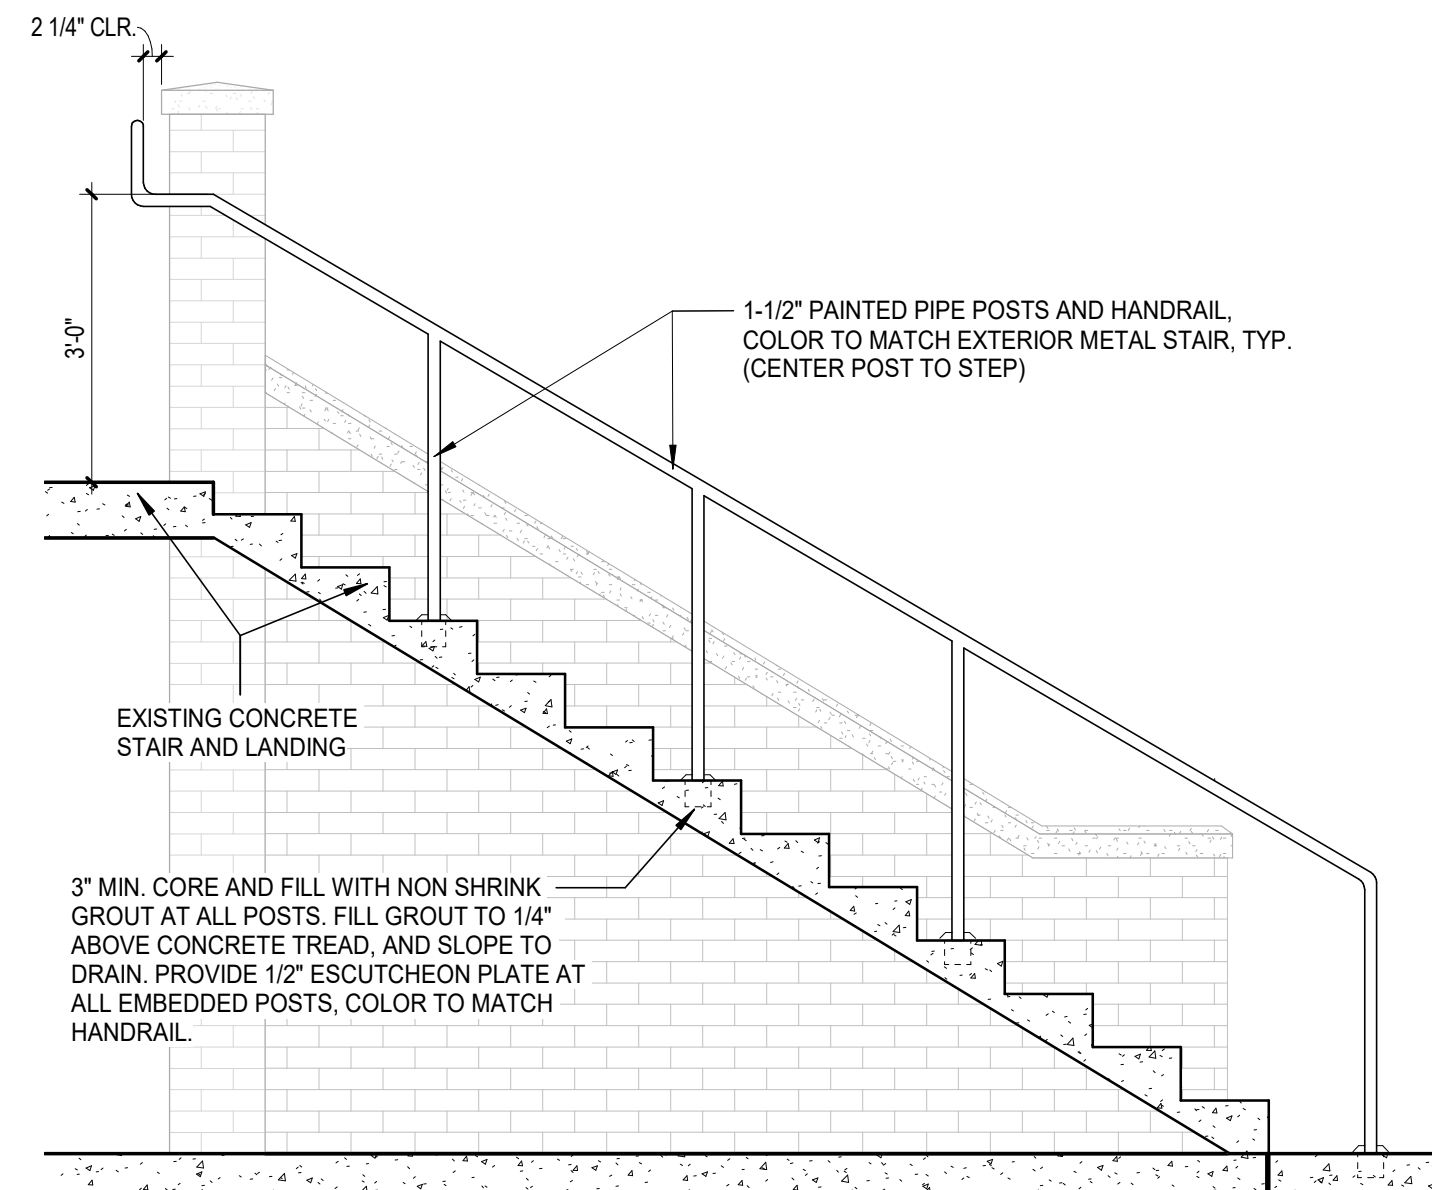 2 1/4" CLR.
3'-0"
1-1/2" PAINTED PIPE POSTS AND HANDRAIL,
COLOR TO MATCH EXTERIOR METAL STAIR, TYP.
(CENTER POST TO STEP)
EXISTING CONCRETE
STAIR AND LANDING
3" MIN. CORE AND FILL WITH NON SHRINK
GROUT AT ALL POSTS. FILL GROUT TO 1/4"
ABOVE CONCRETE TREAD, AND SLOPE TO
DRAIN. PROVIDE 1/2" ESCUTCHEON PLATE AT
ALL EMBEDDED POSTS, COLOR TO MATCH
HANDRAIL.